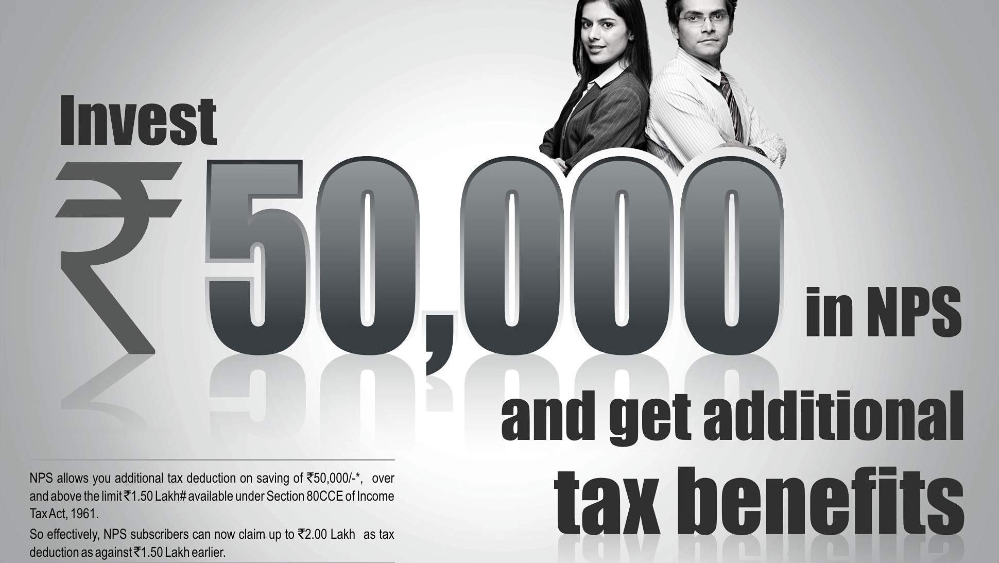 Invest
₹50,000 in NPS
and get additional
tax benefits
NPS allows you additional tax deduction on saving of ₹50,000/-*, over
and above the limit ₹1.50 Lakh# available under Section 80CCE of Income
Tax Act, 1961.
So effectively, NPS subscribers can now claim up to ₹2.00 Lakh as tax
deduction as against ₹1.50 Lakh earlier.